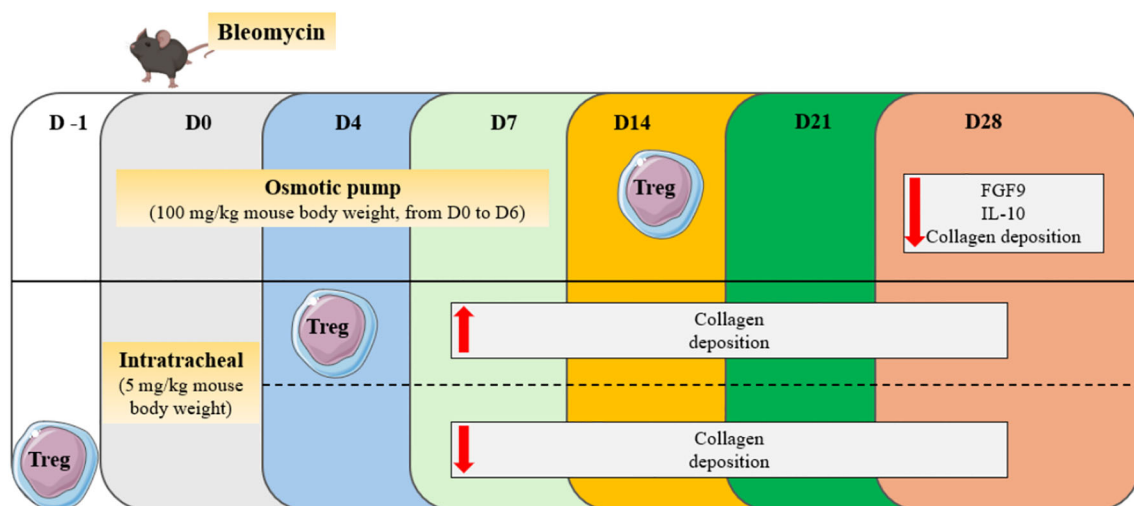 Bleomycin
D -1
D0
D4
D7
D14
D21
D28
Osmotic pump
(100 mg/kg mouse body weight, from D0 to D6)
Treg
FGF9
IL-10
Collagen deposition
Treg
Collagen
deposition
Intratracheal
(5 mg/kg mouse
body weight)
Treg
Collagen
deposition